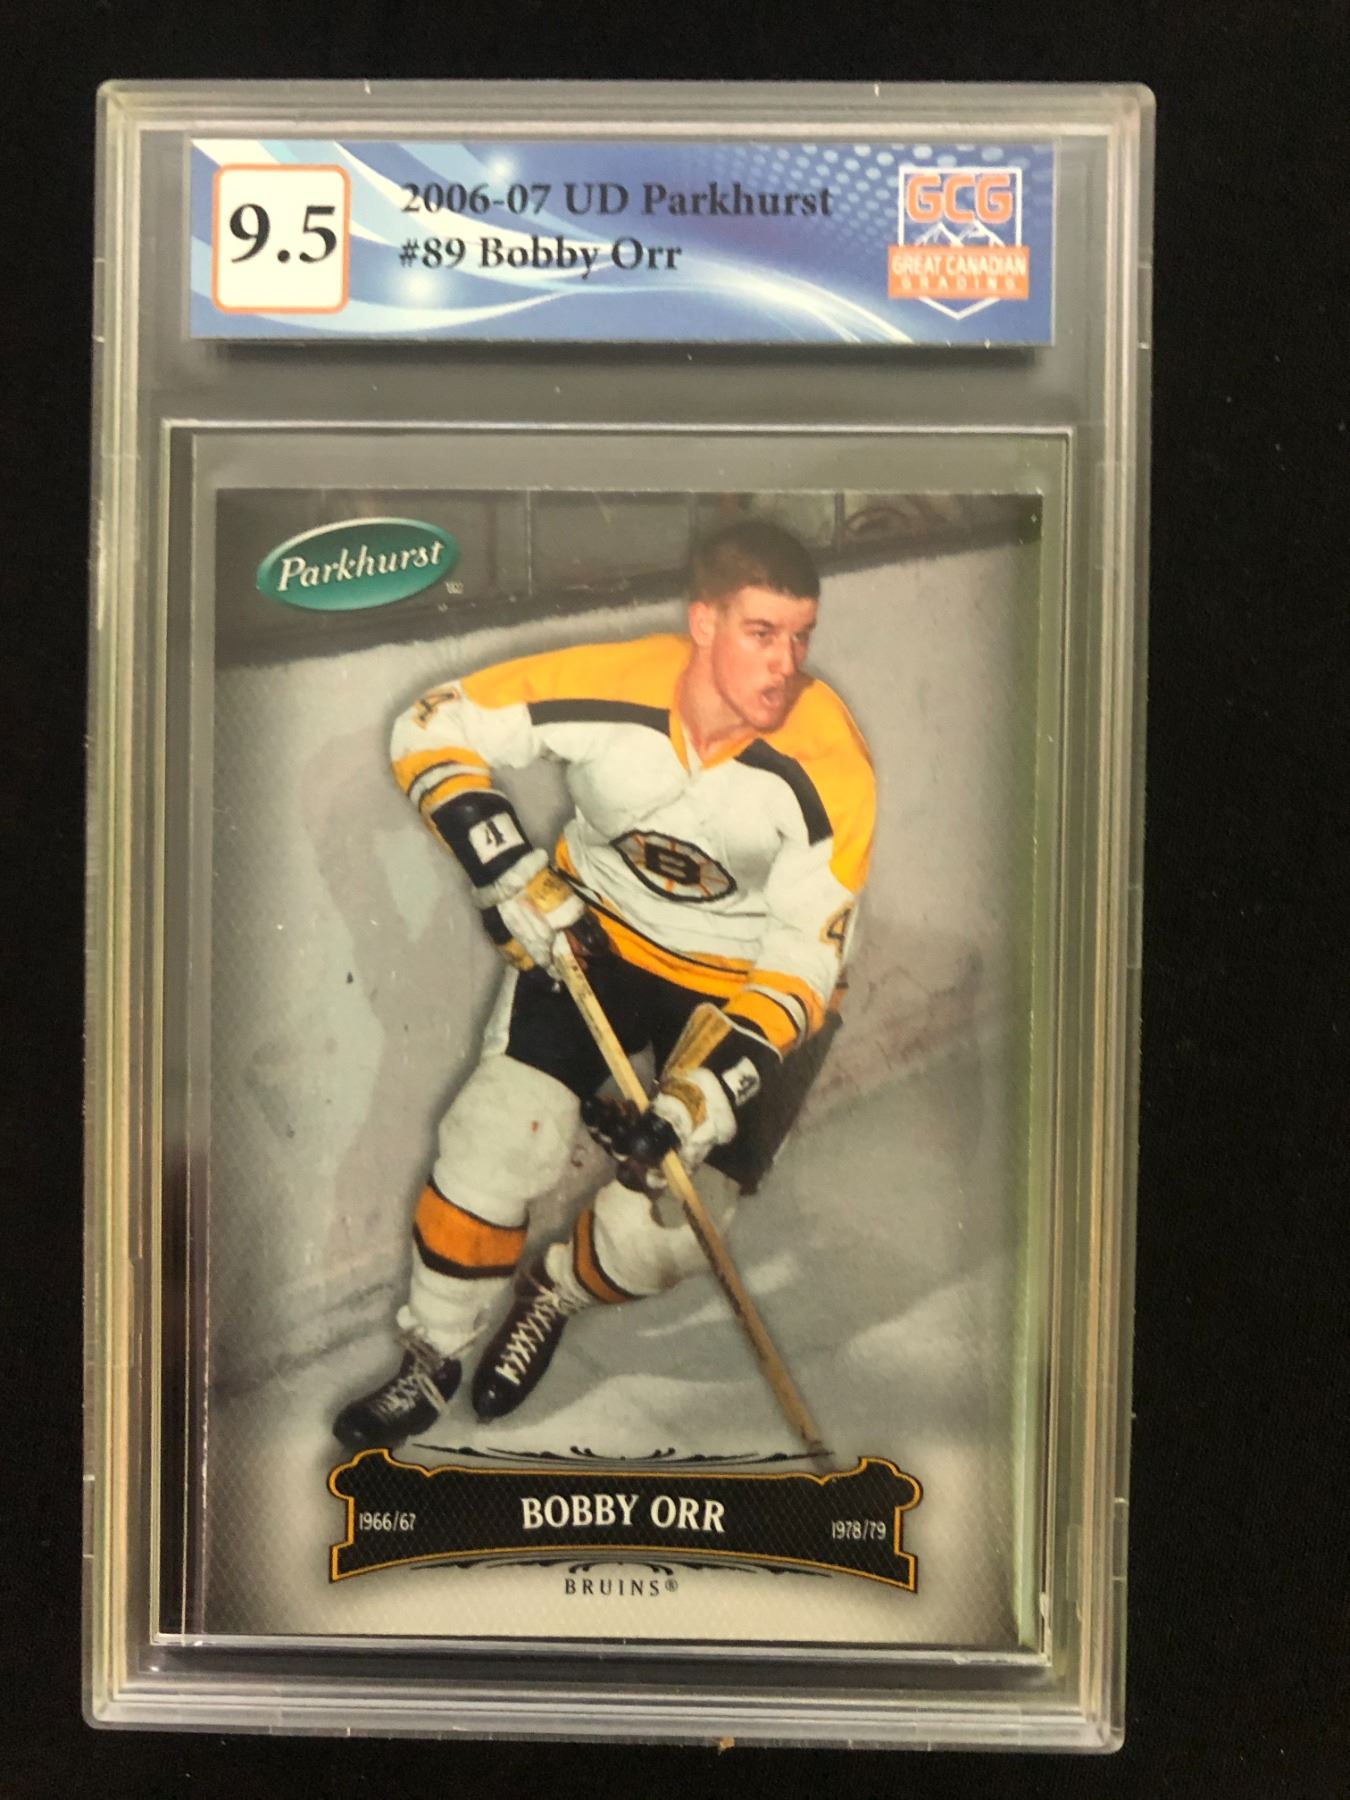 9.5
2006-07 UD Parkhurst
#89 Bobby Orr
GCG
GREAT CANADIAN
GRADING
Parkhurst
4
4
B
4
4
1966/67
BOBBY ORR
1978/79
BRUINS®